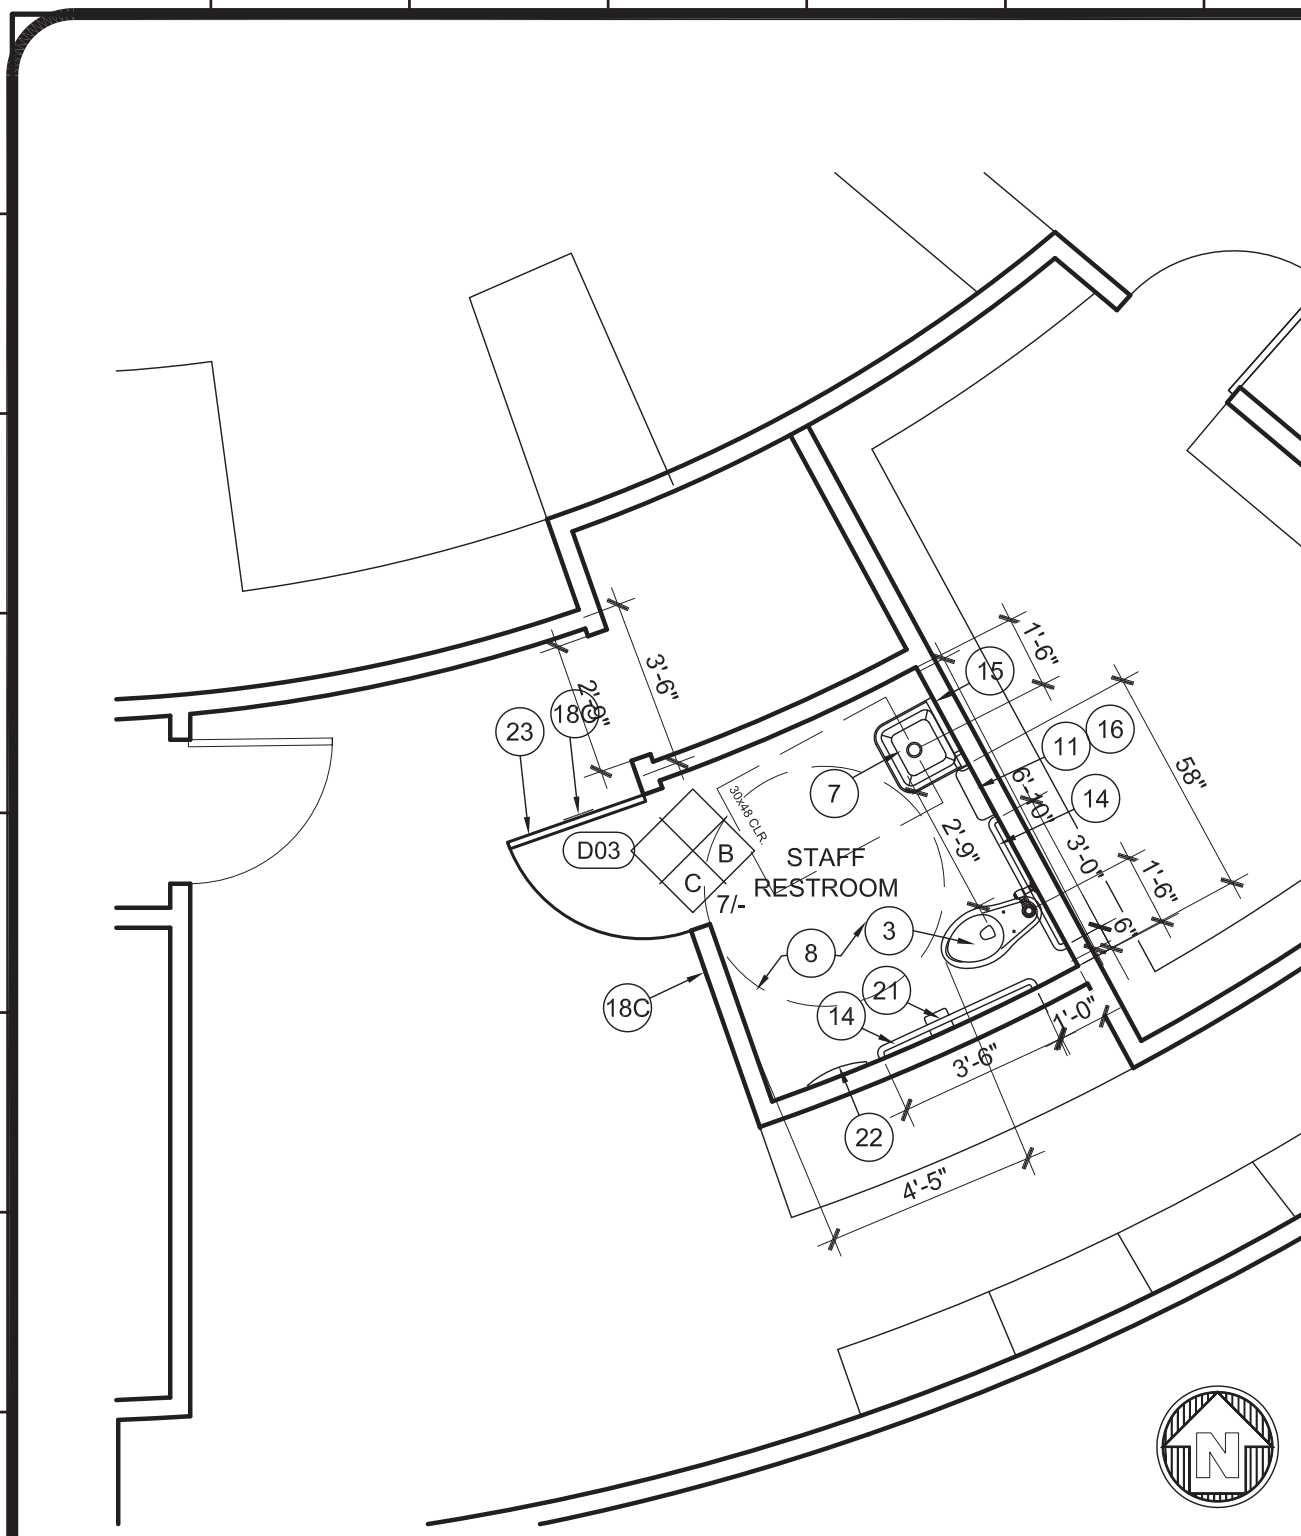 1'-6"
15
3'-6"
2'-9"
18C
23
11
16
58"
7
6'-10"
14
30x48 CLR.
2'-9"
3'-0"
D03
B
STAFF
C
RESTROOM
7/-
1'-6"
3
6"
8
21
18C
14
1'-0"
3'-6"
22
4'-5"
N